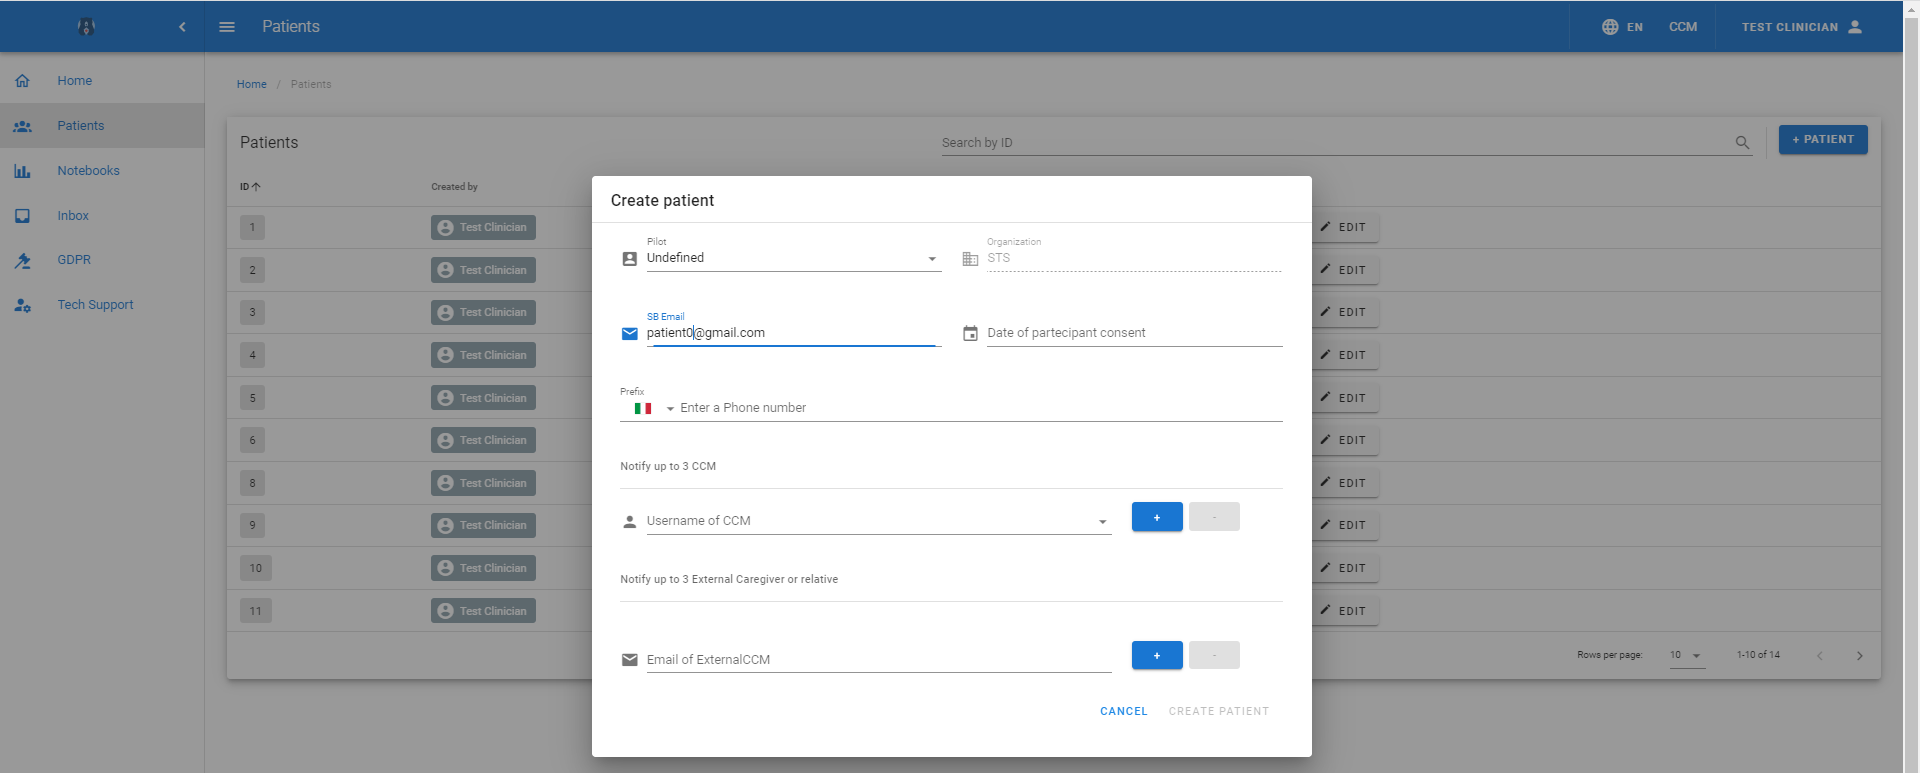 Patients
EN
CCM
TEST CLINICIAN
Home
Patients
Notebooks
Inbox
GDPR
Tech Support
Home / Patients
Patients
Search by ID
+ PATIENT
ID
Created by
1 Test Clinician EDIT
2 Test Clinician EDIT
3 Test Clinician EDIT
4 Test Clinician EDIT
5 Test Clinician EDIT
6 Test Clinician EDIT
8 Test Clinician EDIT
9 Test Clinician EDIT
10 Test Clinician EDIT
11 Test Clinician EDIT
Rows per page: 10 1-10 of 14
Create patient
Pilot
Undefined
Organization
STS
SB Email
patient0@gmail.com
Date of partecipant consent
Prefix
Enter a Phone number
Notify up to 3 CCM
Username of CCM
+ -
Notify up to 3 External Caregiver or relative
Email of ExternalCCM
+ -
CANCEL CREATE PATIENT